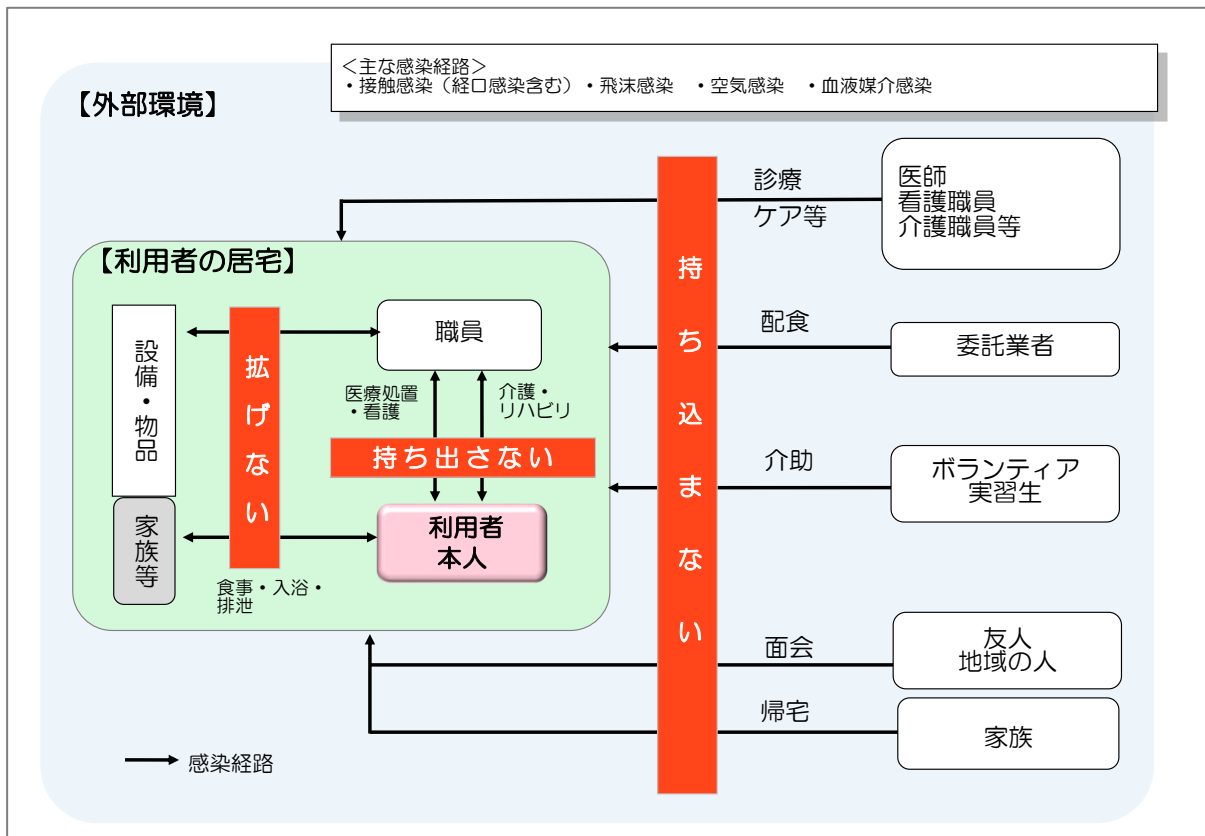 ＜主な感染経路＞
・接触感染（経口感染含む）・飛沫感染　・空気感染　・血液媒介感染
【外部環境】
診療
ケア等
医師
看護職員
介護職員等
【利用者の居宅】
持ち込まない
配食
委託業者
設備・物品
拡げない
職員
医療処置
・看護
介護・
リハビリ
持ち出さない
介助
ボランティア
実習生
家族等
利用者
本人
食事・入浴・
排泄
面会
友人
地域の人
帰宅
家族
感染経路